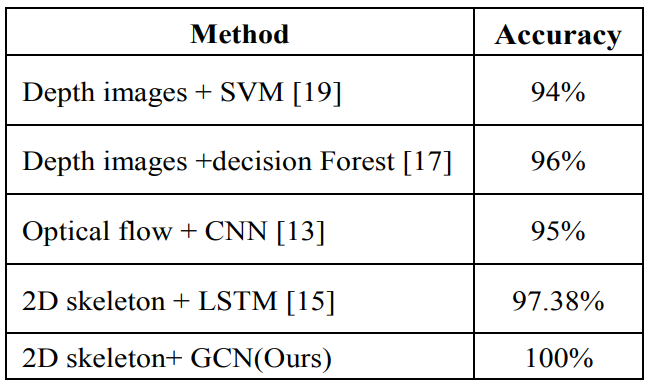 Method Accuracy
Depth images + SVM [19] 94%
Depth images +decision Forest [17] 96%
Optical flow + CNN [13] 95%
2D skeleton + LSTM [15] 97.38%
2D skeleton+ GCN(Ours) 100%